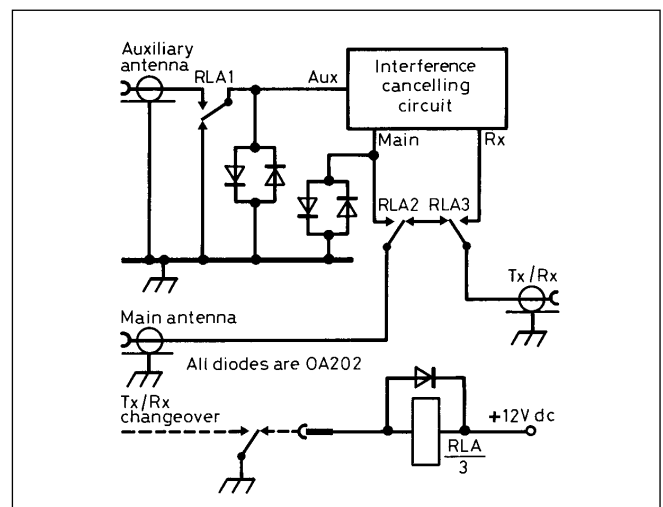 Auxiliary
antenna
RLA1
Aux
Interference
cancelling
circuit
Main
Rx
RLA2
RLA3
Tx/Rx
Main antenna
All diodes are OA202
Tx/Rx
changeover
+12V dc
RLA
3